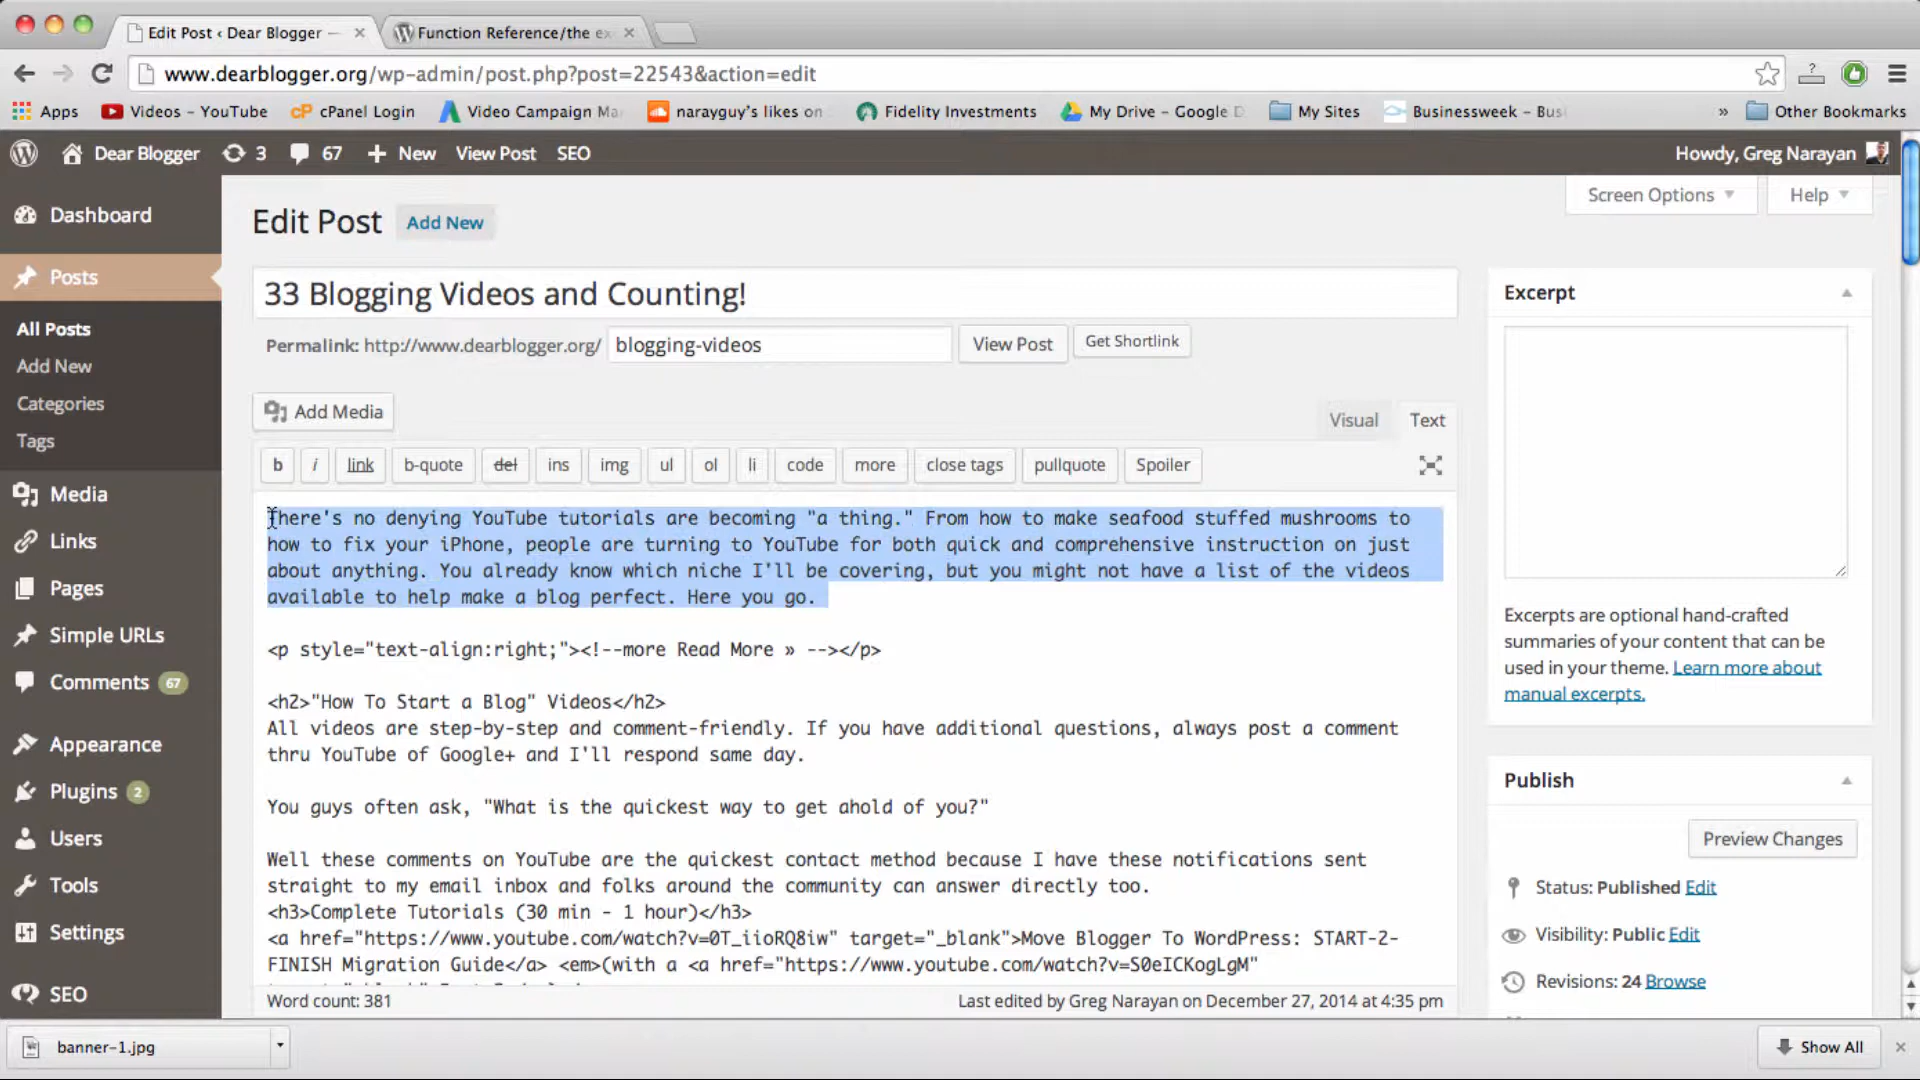 Edit Post ‹ Dear Blogger —
Function Reference/the ex
www.dearblogger.org/wp-admin/post.php?post=22543&action=edit
?
Apps
Videos - YouTube
cPanel Login
Video Campaign Ma
narayguy's likes on
Fidelity Investments
My Drive - Google D
My Sites
Businessweek - Busi
»
Other Bookmarks
Dear Blogger
3
67
+ New
View Post
SEO
Howdy, Greg Narayan
Screen Options
Help
Dashboard
Posts
All Posts
Add New
Categories
Tags
Media
Links
Pages
Simple URLs
Comments 67
Appearance
Plugins 2
Users
Tools
Settings
SEO
Edit Post
Add New
33 Blogging Videos and Counting!
Permalink: http://www.dearblogger.org/ blogging-videos
View Post
Get Shortlink
Add Media
Visual
Text
b
i
link
b-quote
del
ins
img
ul
ol
li
code
more
close tags
pullquote
Spoiler
There's no denying YouTube tutorials are becoming "a thing." From how to make seafood stuffed mushrooms to
how to fix your iPhone, people are turning to YouTube for both quick and comprehensive instruction on just
about anything. You already know which niche I'll be covering, but you might not have a list of the videos
available to help make a blog perfect. Here you go.
<p style="text-align:right;"><!--more Read More » --></p>
<h2>"How To Start a Blog" Videos</h2>
All videos are step-by-step and comment-friendly. If you have additional questions, always post a comment
thru YouTube of Google+ and I'll respond same day.
You guys often ask, "What is the quickest way to get ahold of you?"
Well these comments on YouTube are the quickest contact method because I have these notifications sent
straight to my email inbox and folks around the community can answer directly too.
<h3>Complete Tutorials (30 min - 1 hour)</h3>
<a href="https://www.youtube.com/watch?v=0T_iioRQ8iw" target="_blank">Move Blogger To WordPress: START-2-
FINISH Migration Guide</a> <em>(with a <a href="https://www.youtube.com/watch?v=S0eICKogLgM"
Word count: 381
Last edited by Greg Narayan on December 27, 2014 at 4:35 pm
Excerpt
Excerpts are optional hand-crafted
summaries of your content that can be
used in your theme. Learn more about
manual excerpts.
Publish
Preview Changes
Status: Published Edit
Visibility: Public Edit
Revisions: 24 Browse
banner-1.jpg
Show All